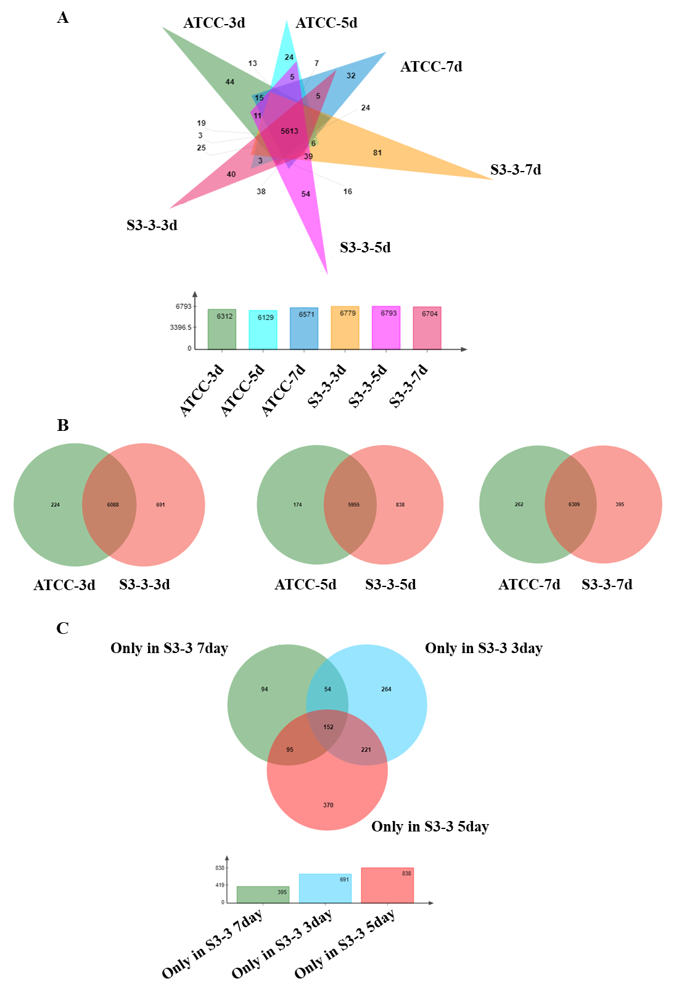 A
ATCC-3d
ATCC-5d
ATCC-7d
24
13
7
32
44
5
15
5
24
11
19
5613
3
6
25
39
81
3
S3-3-7d
40
38
54
16
S3-3-3d
S3-3-5d
6793
3396.5
0
6312
6129
6571
6779
6793
6704
ATCC-3d
ATCC-5d
ATCC-7d
S3-3-3d
S3-3-5d
S3-3-7d
B
224
6088
691
174
5955
838
262
6309
395
ATCC-3d
S3-3-3d
ATCC-5d
S3-3-5d
ATCC-7d
S3-3-7d
C
Only in S3-3 7day
Only in S3-3 3day
94
54
264
152
95
221
370
Only in S3-3 5day
838
419
0
395
691
838
Only in S3-3 7day
Only in S3-3 3day
Only in S3-3 5day